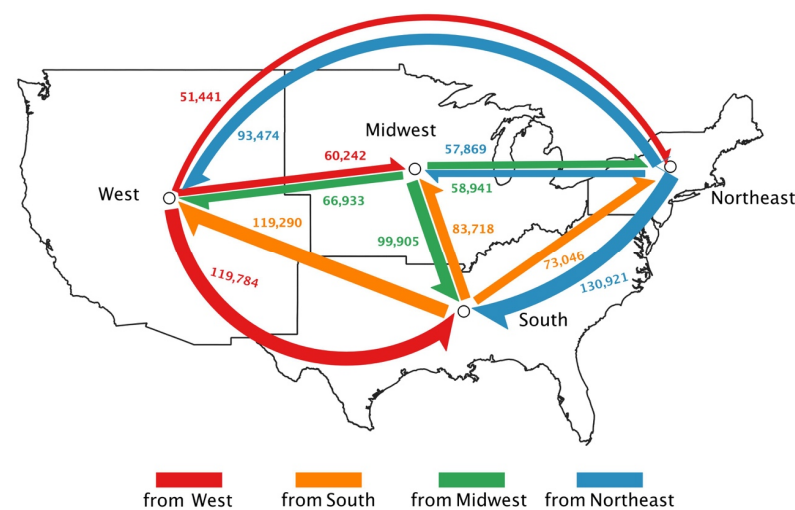 51,441
93,474
Midwest
57,869
60,242
West
66,933
58,941
Northeast
119,290
83,718
99,905
73,046
119,784
130,921
South
from West
from South
from Midwest
from Northeast